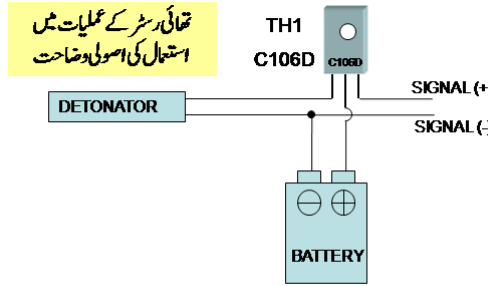 تھائی رسٹر کے عملیات میں
استعمال کی اصولی وضاحت
TH1
C106D
C106D
SIGNAL (+
DETONATOR
SIGNAL (-)
BATTERY